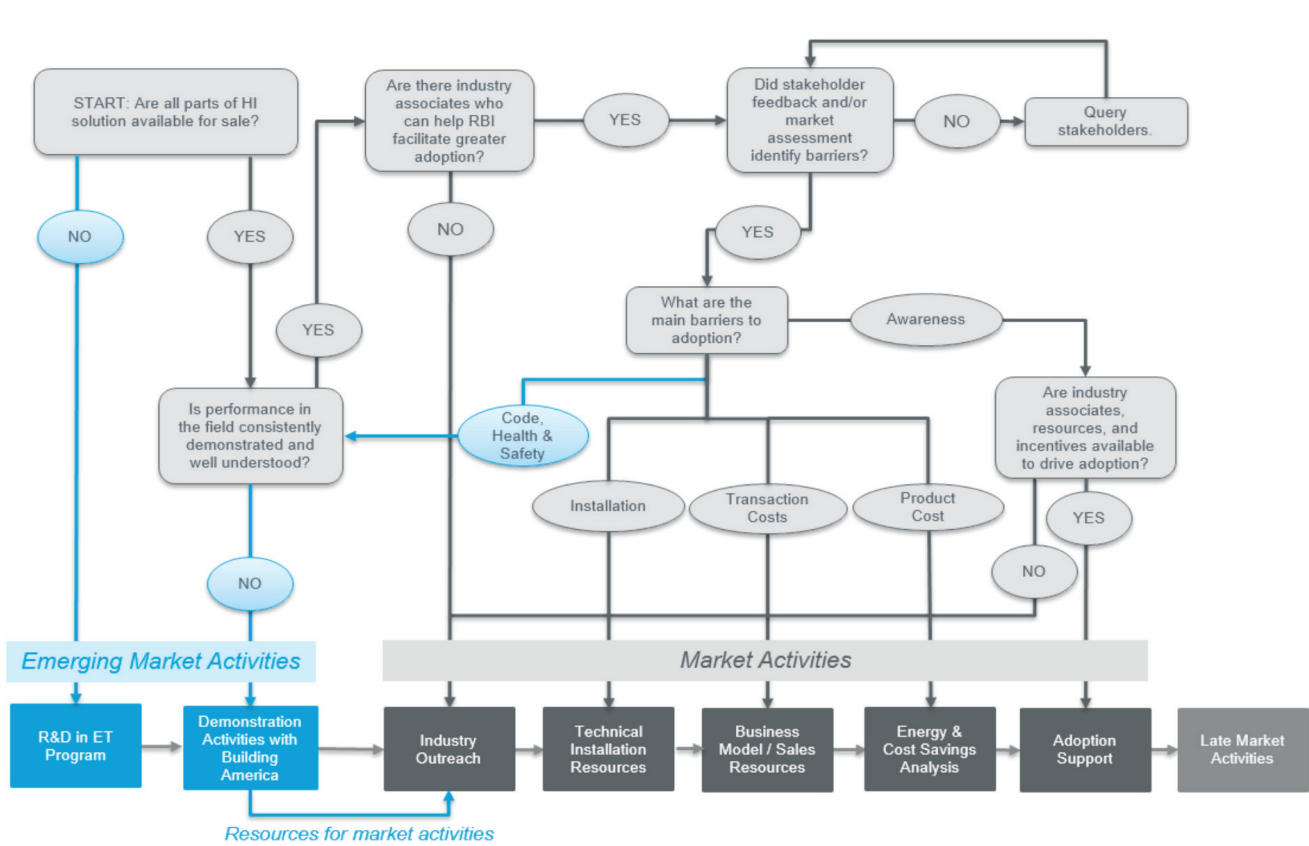 START: Are all parts of HI
solution available for sale?
Are there industry
associates who
can help RBI
facilitate greater
adoption?
YES
Did stakeholder
feedback and/or
market
assessment
identify barriers?
NO
Query
stakeholders.
NO
YES
NO
YES
YES
What are the
main barriers to
adoption?
Awareness
Is performance in
the field consistently
demonstrated and
well understood?
Code,
Health &
Safety
Are industry
associates,
resources, and
incentives available
to drive adoption?
Installation
Transaction
Costs
Product
Cost
YES
NO
NO
Emerging Market Activities
Market Activities
R&D in ET
Program
Demonstration
Activities with
Building
America
Industry
Outreach
Technical
Installation
Resources
Business
Model / Sales
Resources
Energy &
Cost Savings
Analysis
Adoption
Support
Late Market
Activities
Resources for market activities